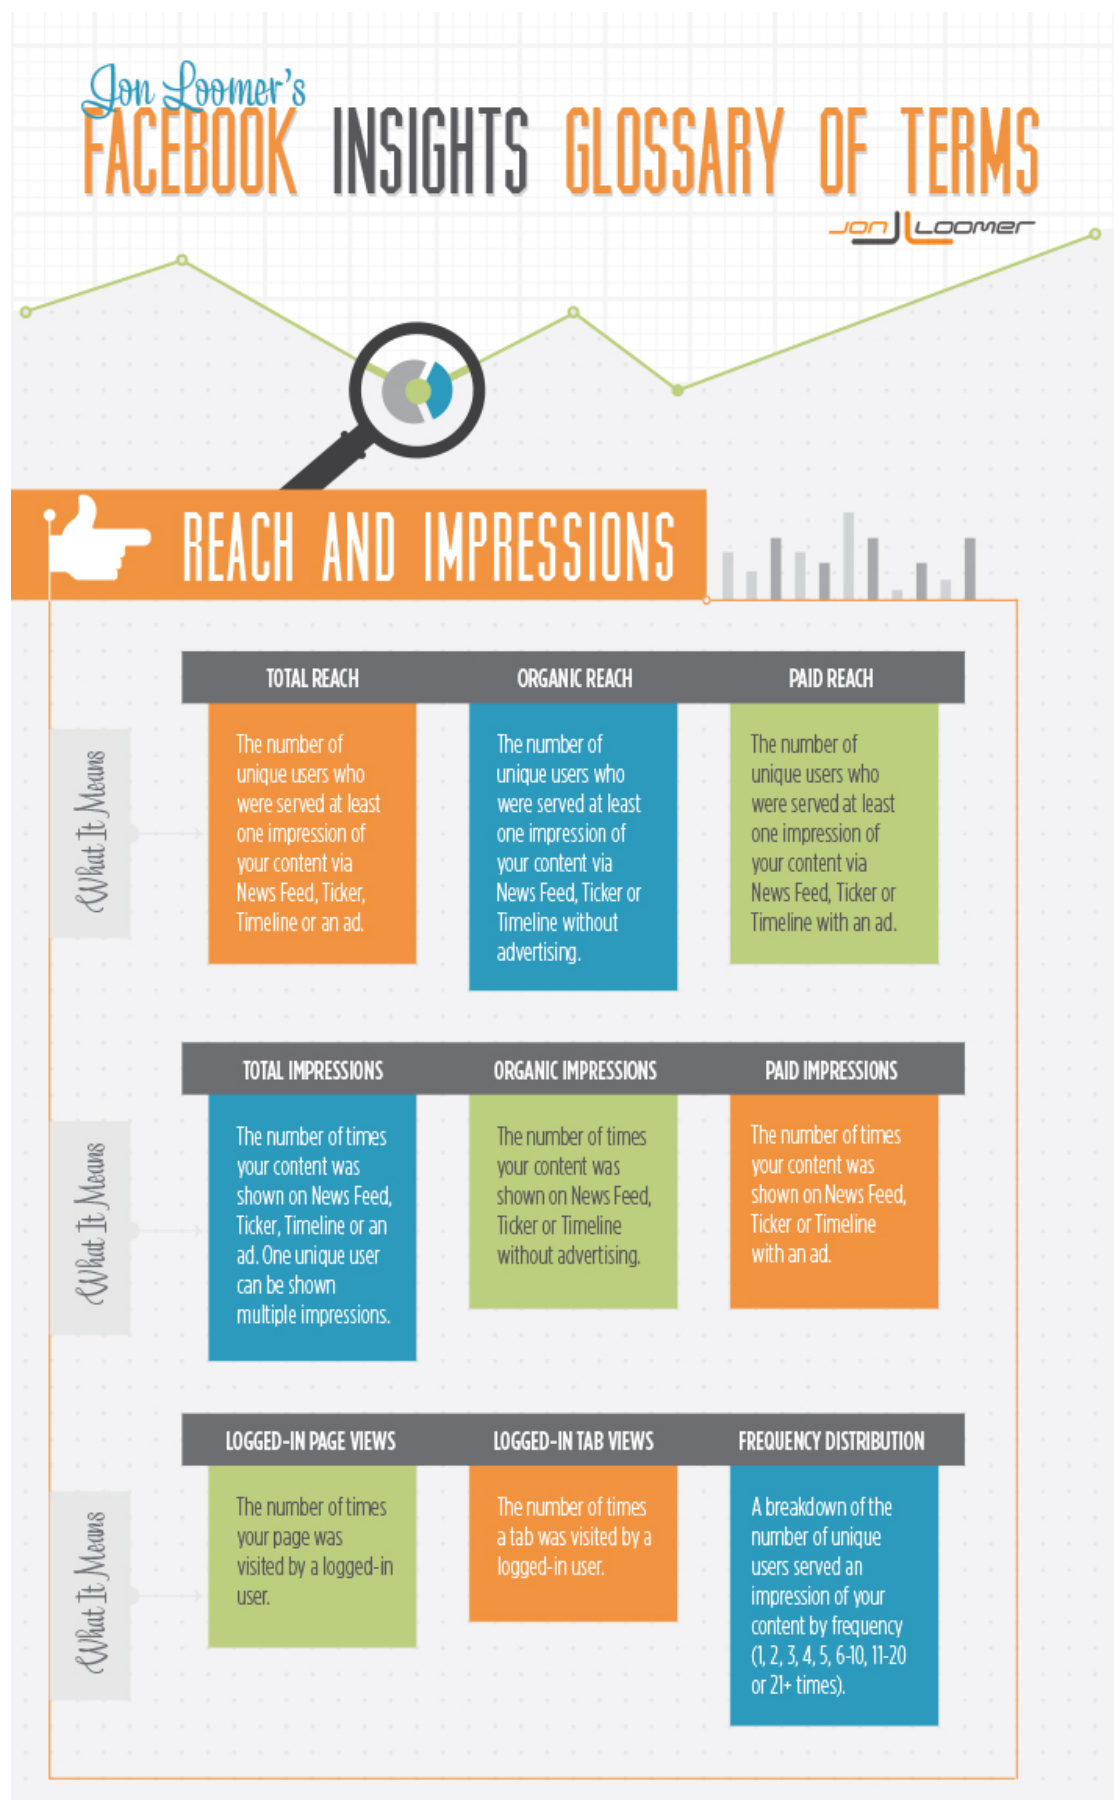 Jon Loomer's
FACEBOOK INSIGHTS GLOSSARY OF TERMS
JON LOOMER
REACH AND IMPRESSIONS
TOTAL REACH
ORGANIC REACH
PAID REACH
What It Means
The number of
unique users who
were served at least
one impression of
your content via
News Feed, Ticker,
Timeline or an ad.
The number of
unique users who
were served at least
one impression of
your content via
News Feed, Ticker or
Timeline without
advertising.
The number of
unique users who
were served at least
one impression of
your content via
News Feed, Ticker or
Timeline with an ad.
TOTAL IMPRESSIONS
ORGANIC IMPRESSIONS
PAID IMPRESSIONS
What It Means
The number of times
your content was
shown on News Feed,
Ticker, Timeline or an
ad. One unique user
can be shown
multiple impressions.
The number of times
your content was
shown on News Feed,
Ticker or Timeline
without advertising.
The number of times
your content was
shown on News Feed,
Ticker or Timeline
with an ad.
LOGGED-IN PAGE VIEWS
LOGGED-IN TAB VIEWS
FREQUENCY DISTRIBUTION
What It Means
The number of times
your page was
visited by a logged-in
user.
The number of times
a tab was visited by a
logged-in user.
A breakdown of the
number of unique
users served an
impression of your
content by frequency
(1, 2, 3, 4, 5, 6-10, 11-20
or 21+ times).